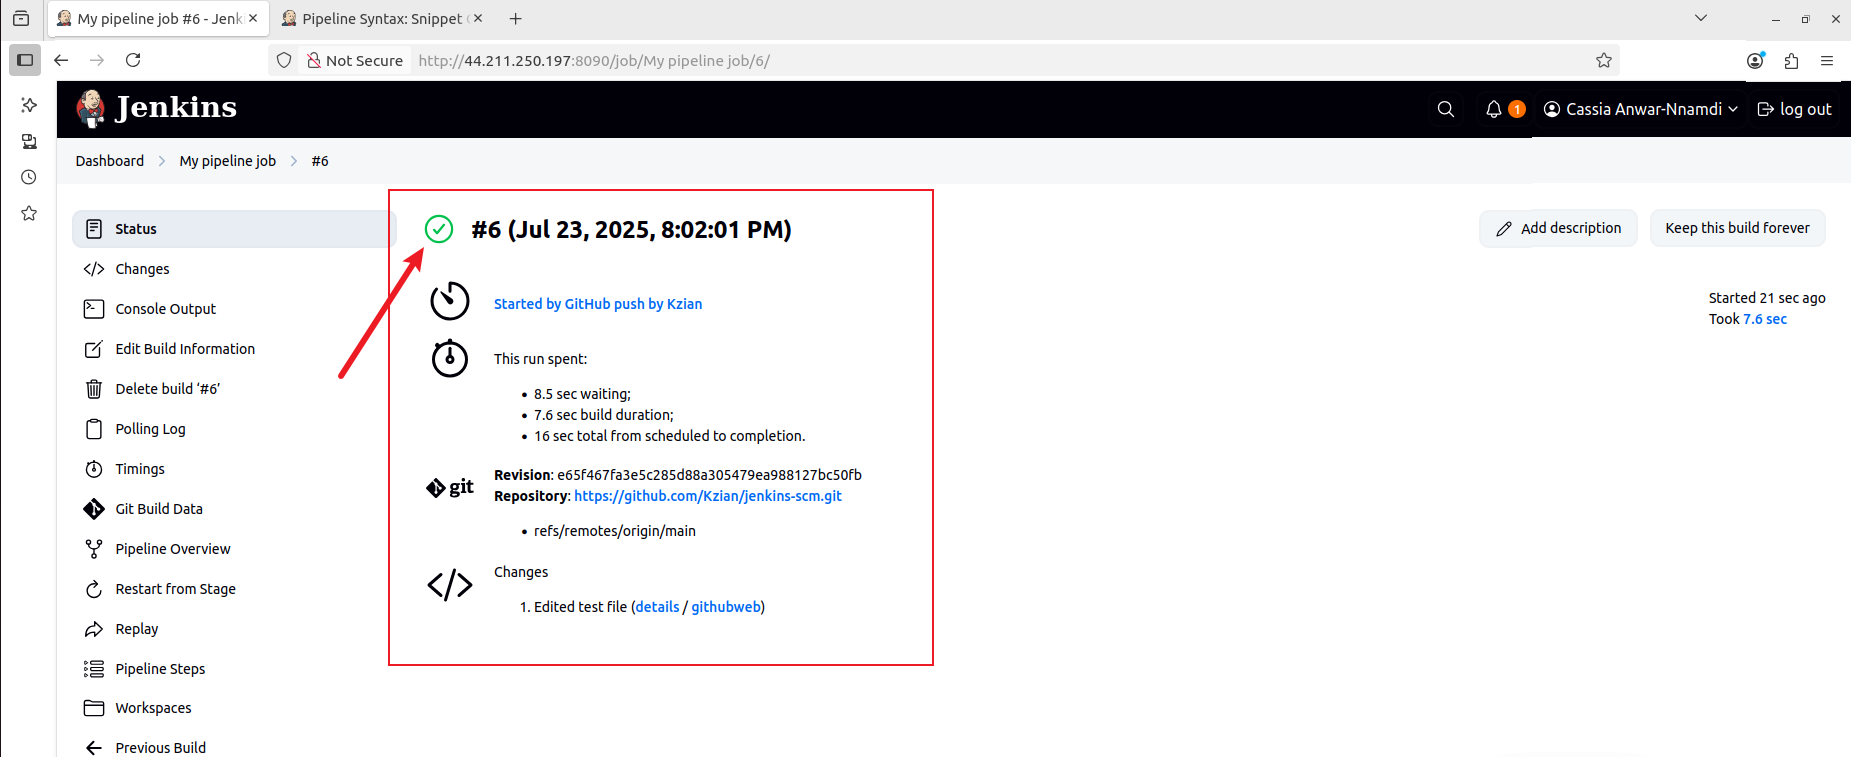 My pipeline job #6 - Jenki
Pipeline Syntax: Snippet
Not Secure
http://44.211.250.197:8090/job/My pipeline job/6/
Jenkins
1
Cassia Anwar-Nnamdi
log out
Dashboard
My pipeline job
#6
Status
Changes
Console Output
Edit Build Information
Delete build ‘#6’
Polling Log
Timings
Git Build Data
Pipeline Overview
Restart from Stage
Replay
Pipeline Steps
Workspaces
Previous Build
#6 (Jul 23, 2025, 8:02:01 PM)
Add description
Keep this build forever
Started 21 sec ago
Took 7.6 sec
Started by GitHub push by Kzian
This run spent:
8.5 sec waiting;
7.6 sec build duration;
16 sec total from scheduled to completion.
git
Revision: e65f467fa3e5c285d88a305479ea988127bc50fb
Repository: https://github.com/Kzian/jenkins-scm.git
refs/remotes/origin/main
Changes
1. Edited test file (details / githubweb)